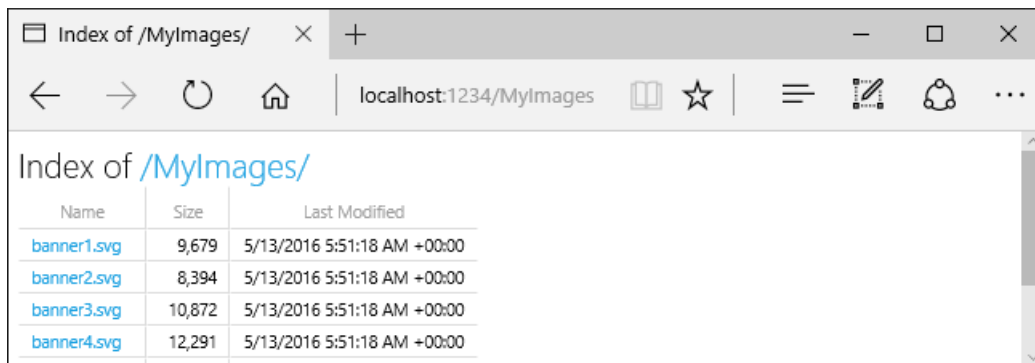 Index of /MyImages/
localhost:1234/MyImages
Index of /MyImages/
Name Size Last Modified
banner1.svg 9,679 5/13/2016 5:51:18 AM +00:00
banner2.svg 8,394 5/13/2016 5:51:18 AM +00:00
banner3.svg 10,872 5/13/2016 5:51:18 AM +00:00
banner4.svg 12,291 5/13/2016 5:51:18 AM +00:00